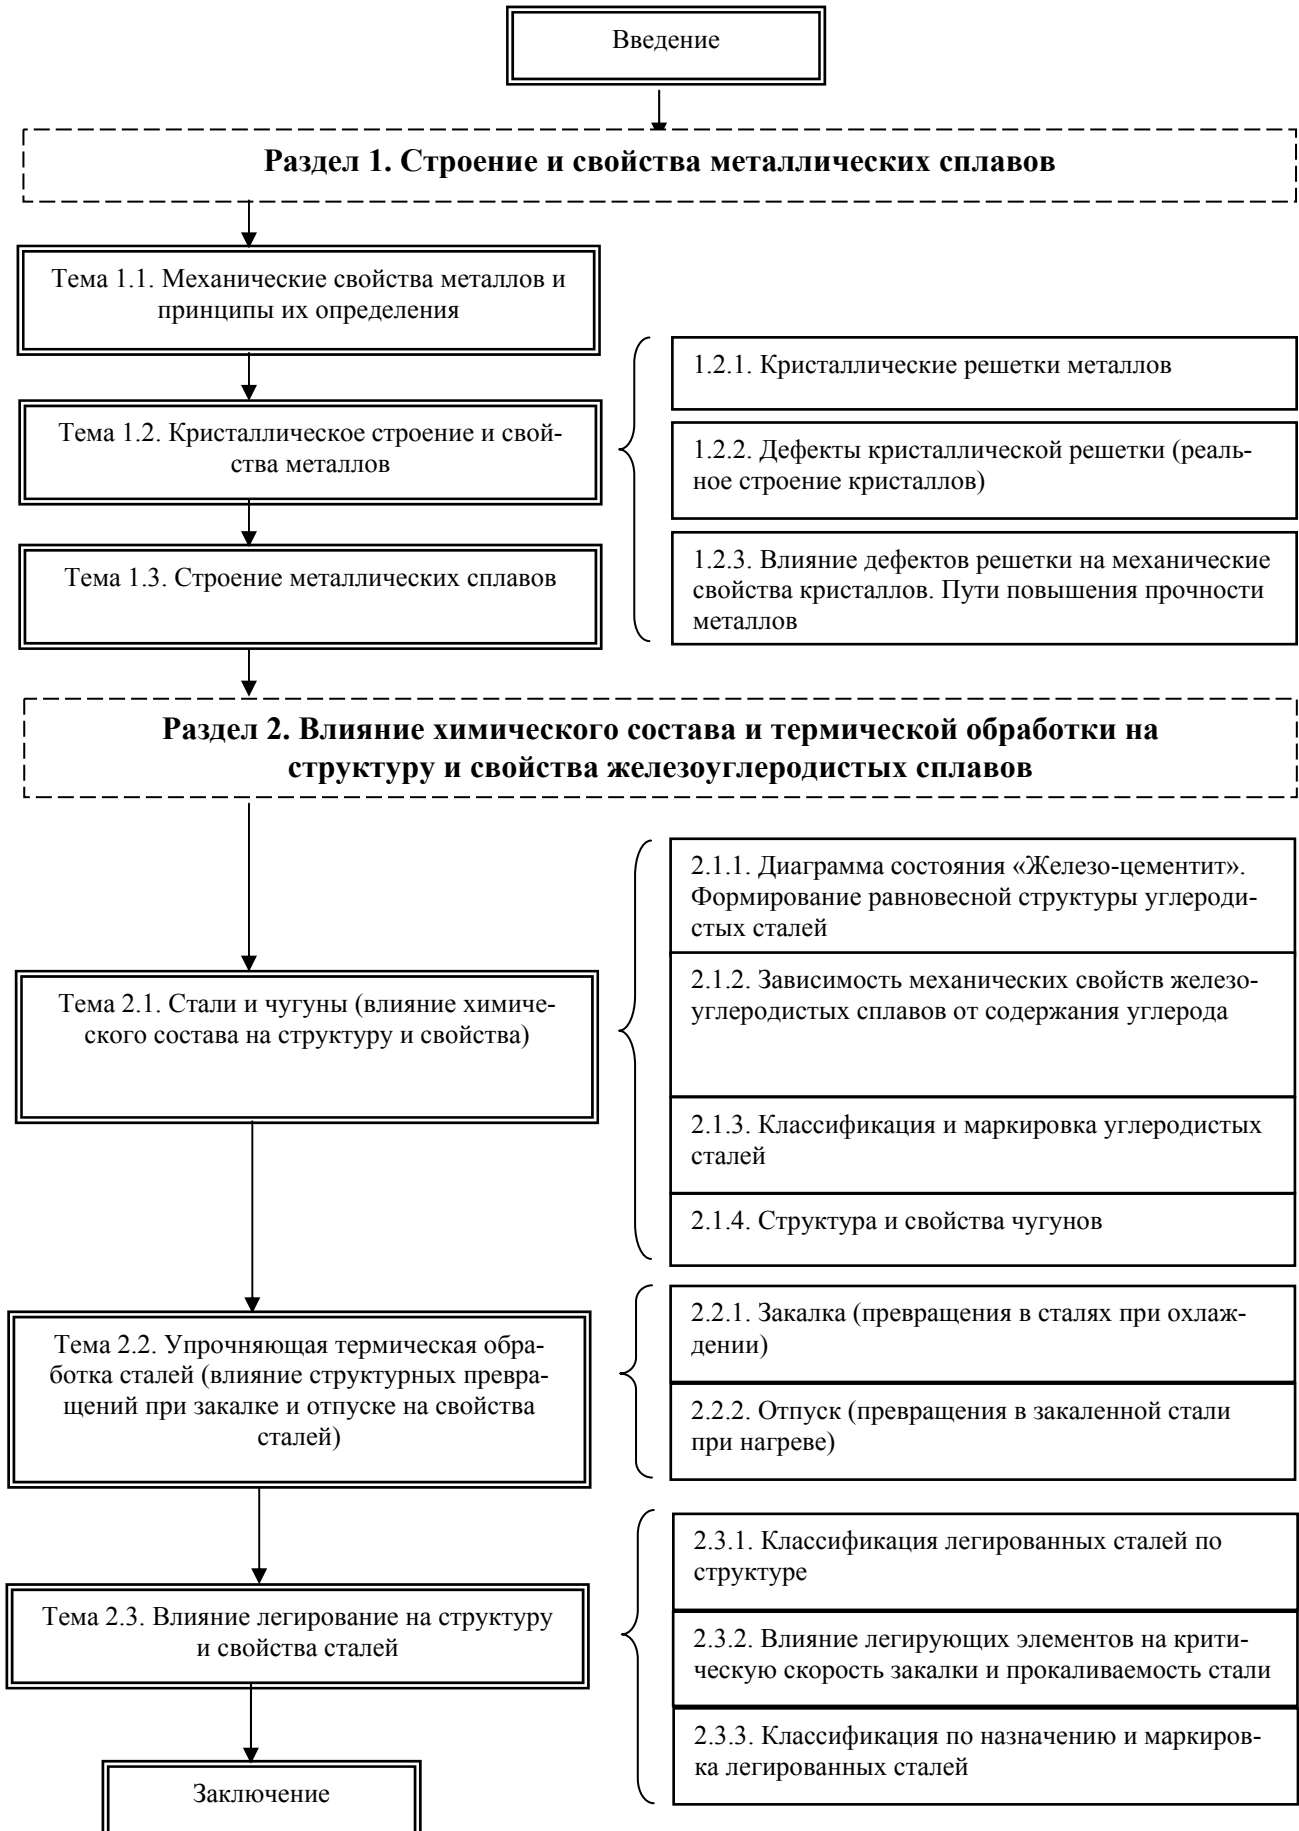 Введение
Раздел 1. Строение и свойства металлических сплавов
Тема 1.1. Механические свойства металлов и
принципы их определения
Тема 1.2. Кристаллическое строение и свой-
ства металлов
1.2.1. Кристаллические решетки металлов
1.2.2. Дефекты кристаллической решетки (реаль-
ное строение кристаллов)
1.2.3. Влияние дефектов решетки на механические
свойства кристаллов. Пути повышения прочности
металлов
Тема 1.3. Строение металлических сплавов
Раздел 2. Влияние химического состава и термической обработки на
структуру и свойства железоуглеродистых сплавов
Тема 2.1. Стали и чугуны (влияние химиче-
ского состава на структуру и свойства)
2.1.1. Диаграмма состояния «Железо-цементит».
Формирование равновесной структуры углероди-
стых сталей
2.1.2. Зависимость механических свойств железо-
углеродистых сплавов от содержания углерода
2.1.3. Классификация и маркировка углеродистых
сталей
2.1.4. Структура и свойства чугунов
Тема 2.2. Упрочняющая термическая обра-
ботка сталей (влияние структурных превра-
щений при закалке и отпуске на свойства
сталей)
2.2.1. Закалка (превращения в сталях при охлаж-
дении)
2.2.2. Отпуск (превращения в закаленной стали
при нагреве)
Тема 2.3. Влияние легирование на структуру
и свойства сталей
2.3.1. Классификация легированных сталей по
структуре
2.3.2. Влияние легирующих элементов на крити-
ческую скорость закалки и прокаливаемость стали
2.3.3. Классификация по назначению и маркиров-
ка легированных сталей
Заключение